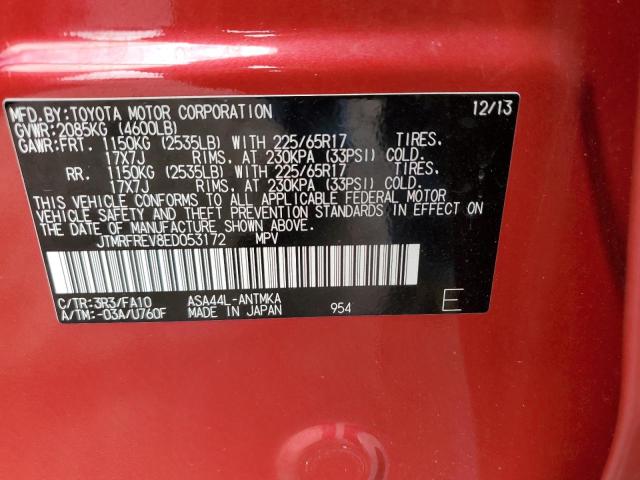 MFD.BY:TOYOTA MOTOR CORPORATION 12/13
GVWR:2085KG (4600LB)
GAWR:FRT. 1150KG (2535LB) WITH 225/65R17 TIRES,
17X7J RIMS, AT 230KPA (33PSI) COLD.
RR. 1150KG (2535LB) WITH 225/65R17 TIRES,
17X7J RIMS, AT 230KPA (33PSI) COLD.
THIS VEHICLE CONFORMS TO ALL APPLICABLE FEDERAL MOTOR
VEHICLE SAFETY AND THEFT PREVENTION STANDARDS IN EFFECT ON
THE DATE OF MANUFACTURE SHOWN ABOVE.
JTMRFREV8ED053172 MPV
C/TR:3R3/FA10 ASA44L-ANTMKA
A/TM:-03A/U760F MADE IN JAPAN 954 E